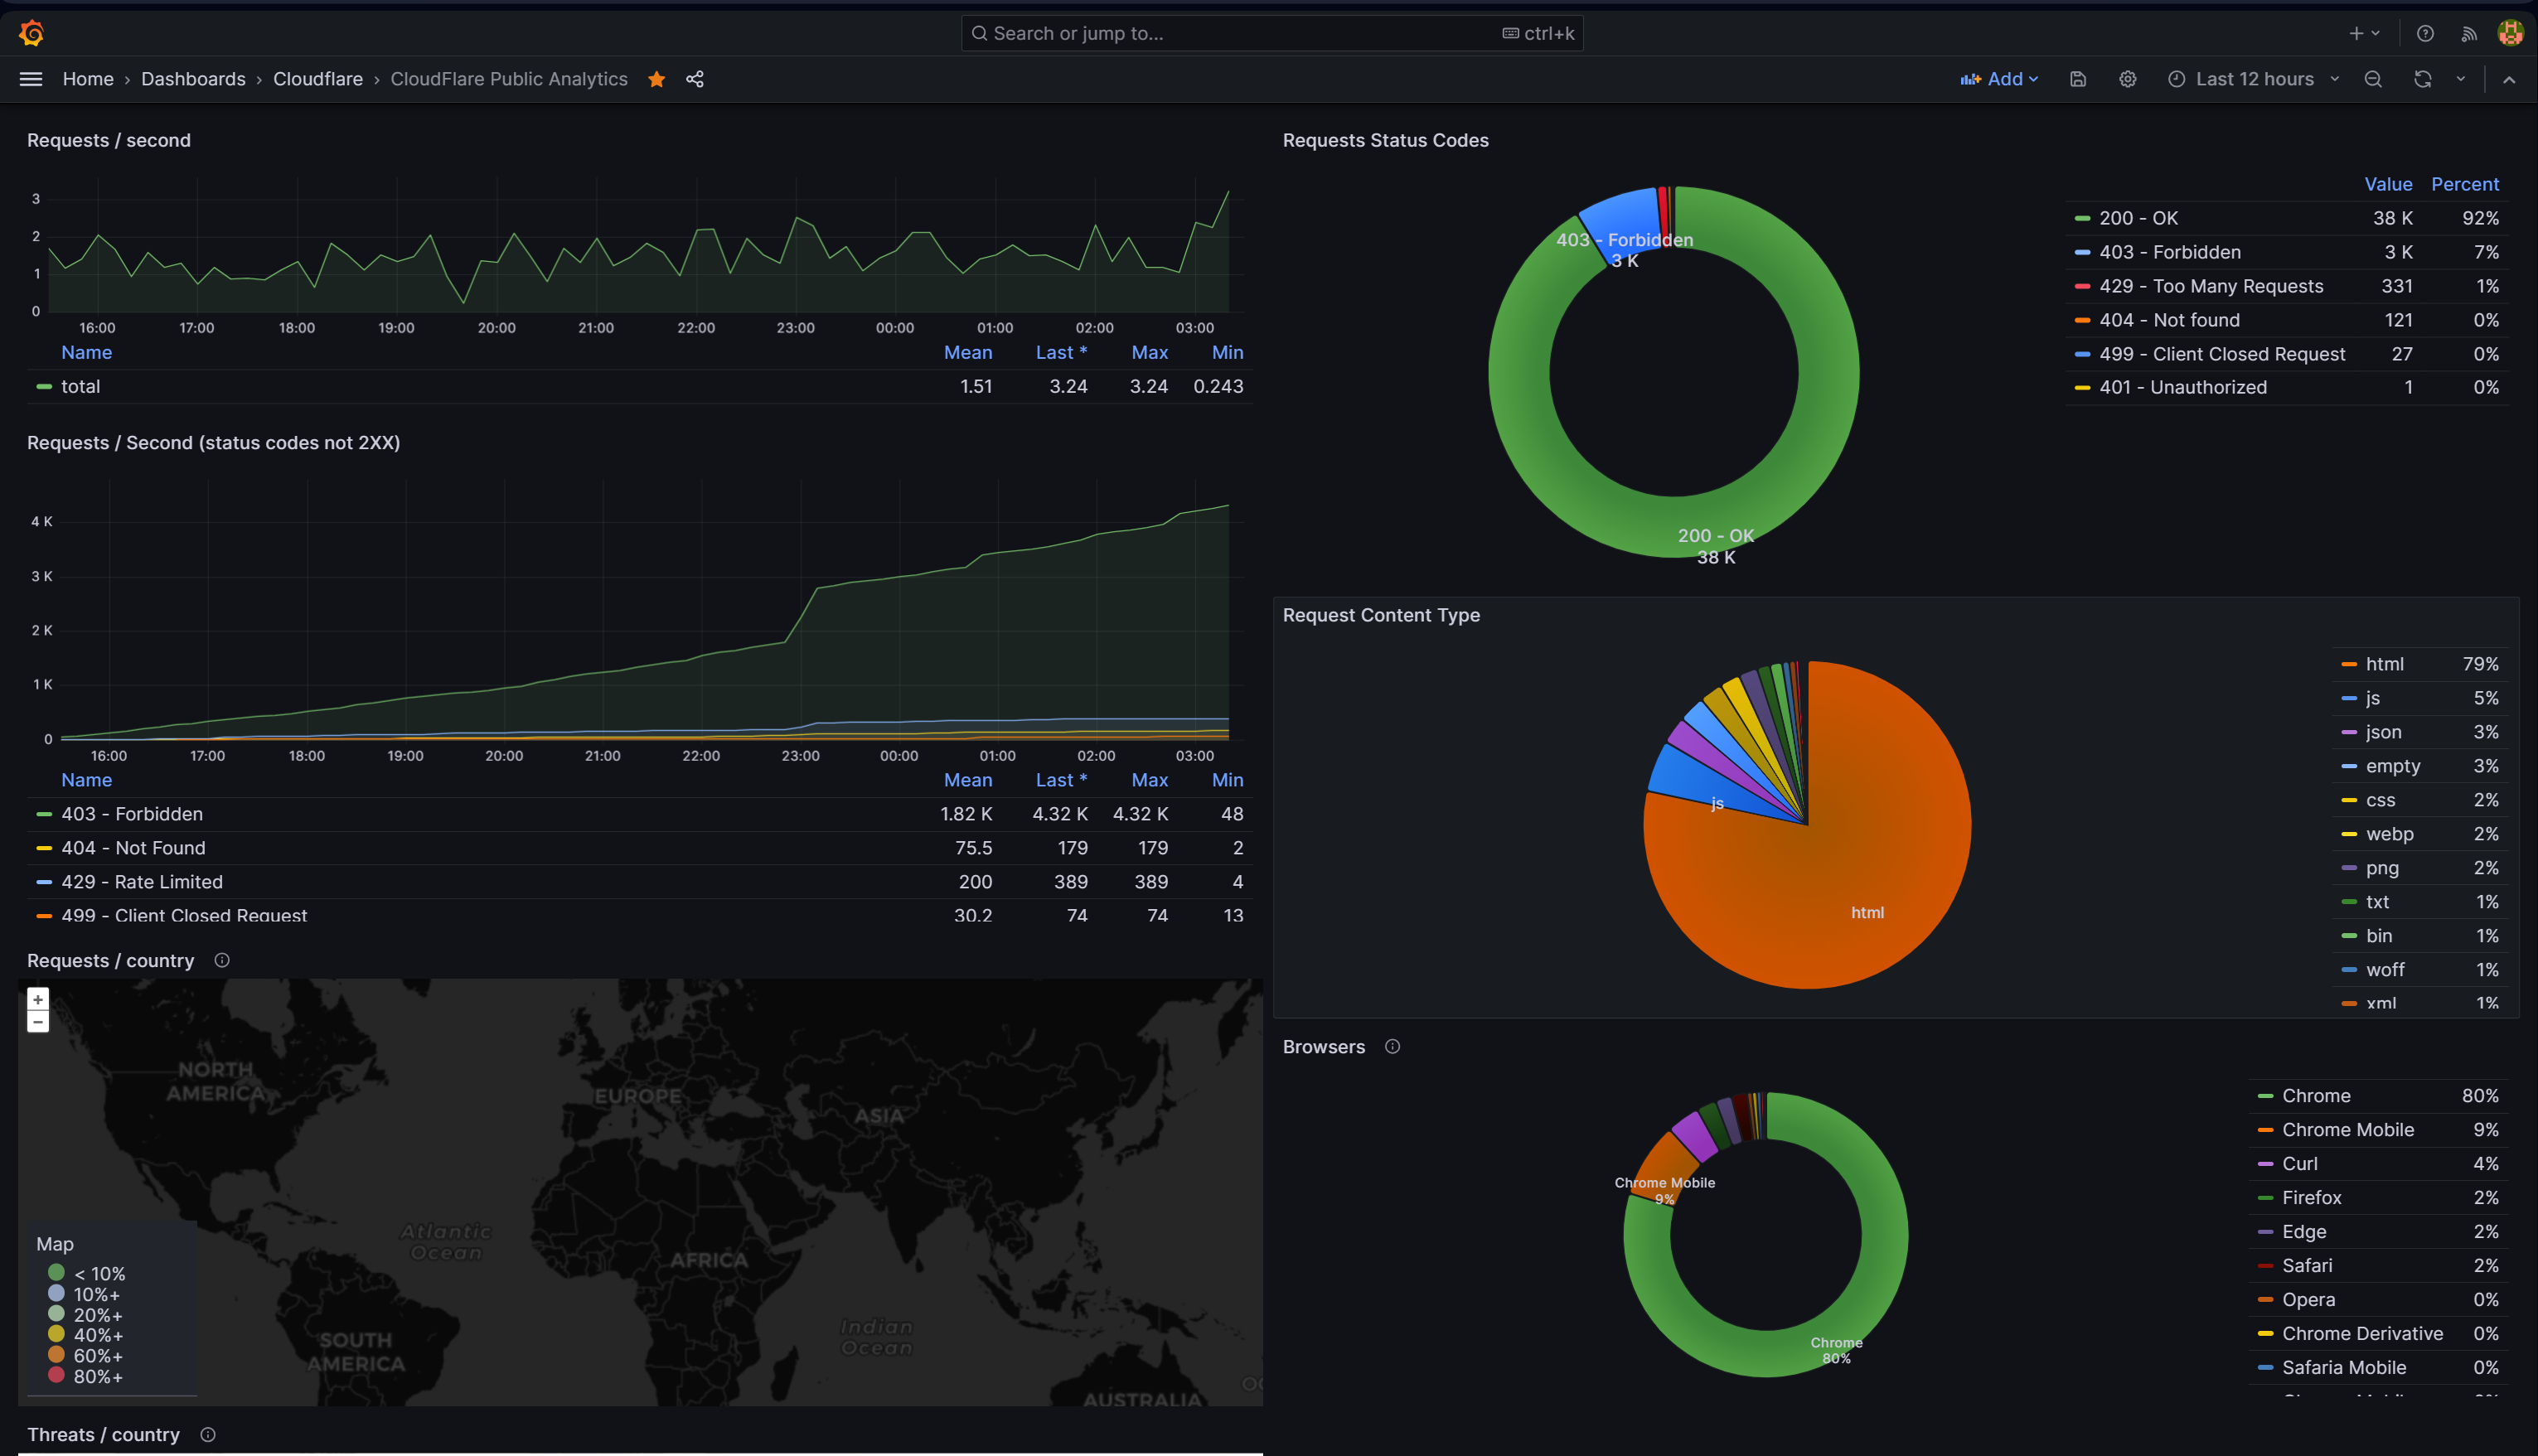 Search or jump to... ctrl+k
Home › Dashboards › Cloudflare › CloudFlare Public Analytics
Add
Last 12 hours
Requests / second
3
2
1
0
16:00 17:00 18:00 19:00 20:00 21:00 22:00 23:00 00:00 01:00 02:00 03:00
Name Mean Last * Max Min
total 1.51 3.24 3.24 0.243
Requests / Second (status codes not 2XX)
4 K
3 K
2 K
1 K
0
16:00 17:00 18:00 19:00 20:00 21:00 22:00 23:00 00:00 01:00 02:00 03:00
Name Mean Last * Max Min
403 - Forbidden 1.82 K 4.32 K 4.32 K 48
404 - Not Found 75.5 179 179 2
429 - Rate Limited 200 389 389 4
499 - Client Closed Request 30.2 74 74 13
Requests / country
+
−
NORTH
AMERICA
EUROPE
ASIA
Atlantic
Ocean
AFRICA
Indian
Ocean
SOUTH
AMERICA
AUSTRALIA
Map
< 10%
10%+
20%+
40%+
60%+
80%+
Threats / country
Requests Status Codes
403 - Forbidden
3 K
200 - OK
38 K
Value Percent
200 - OK 38 K 92%
403 - Forbidden 3 K 7%
429 - Too Many Requests 331 1%
404 - Not found 121 0%
499 - Client Closed Request 27 0%
401 - Unauthorized 1 0%
Request Content Type
js
html
html 79%
js 5%
json 3%
empty 3%
css 2%
webp 2%
png 2%
txt 1%
bin 1%
woff 1%
xml 1%
Browsers
Chrome Mobile
9%
Chrome
80%
Chrome 80%
Chrome Mobile 9%
Curl 4%
Firefox 2%
Edge 2%
Safari 2%
Opera 0%
Chrome Derivative 0%
Safaria Mobile 0%